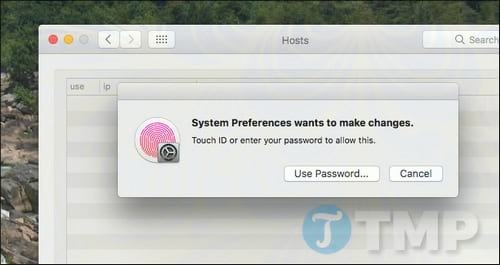 Hosts
Search
use ip
System Preferences wants to make changes.
Touch ID or enter your password to allow this.
Use Password...
Cancel
TMP